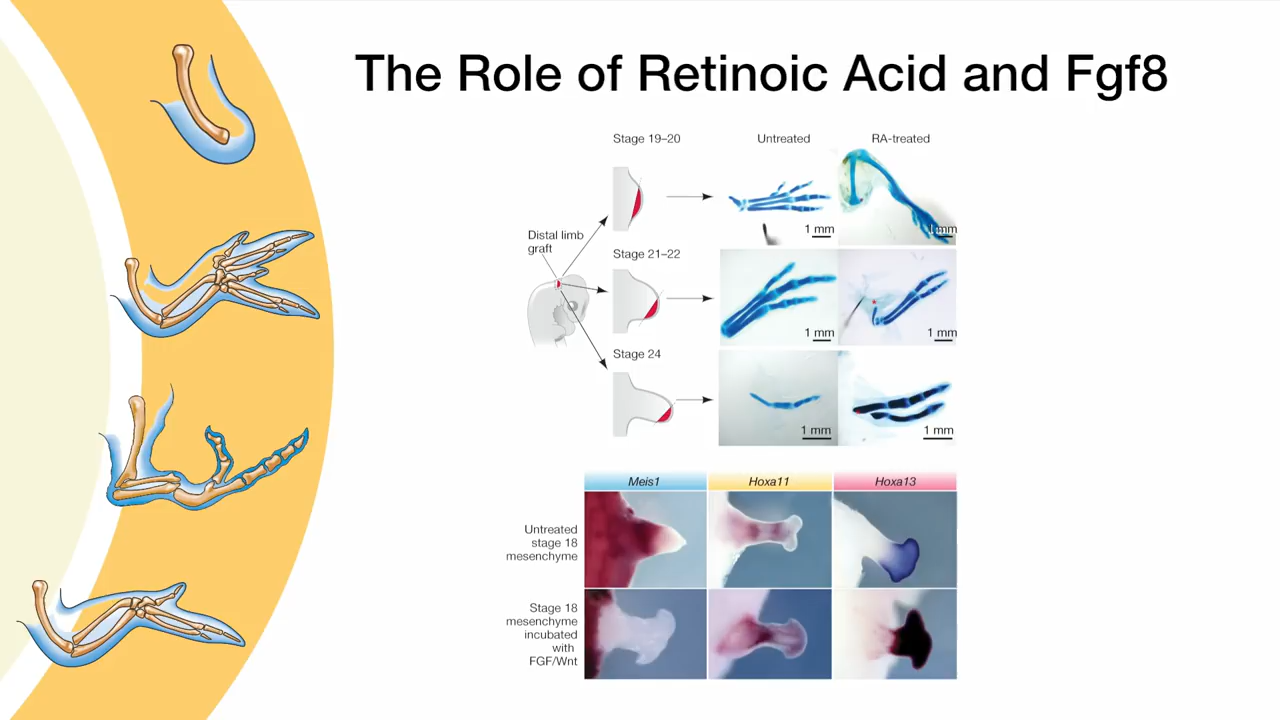 The Role of Retinoic Acid and Fgf8
Stage 19–20
Untreated
RA-treated
1 mm
1 mm
Distal limb
graft
Stage 21–22
1 mm
1 mm
Stage 24
1 mm
1 mm
Meis1
Hoxa11
Hoxa13
Untreated
stage 18
mesenchyme
Stage 18
mesenchyme
incubated
with
FGF/Wnt